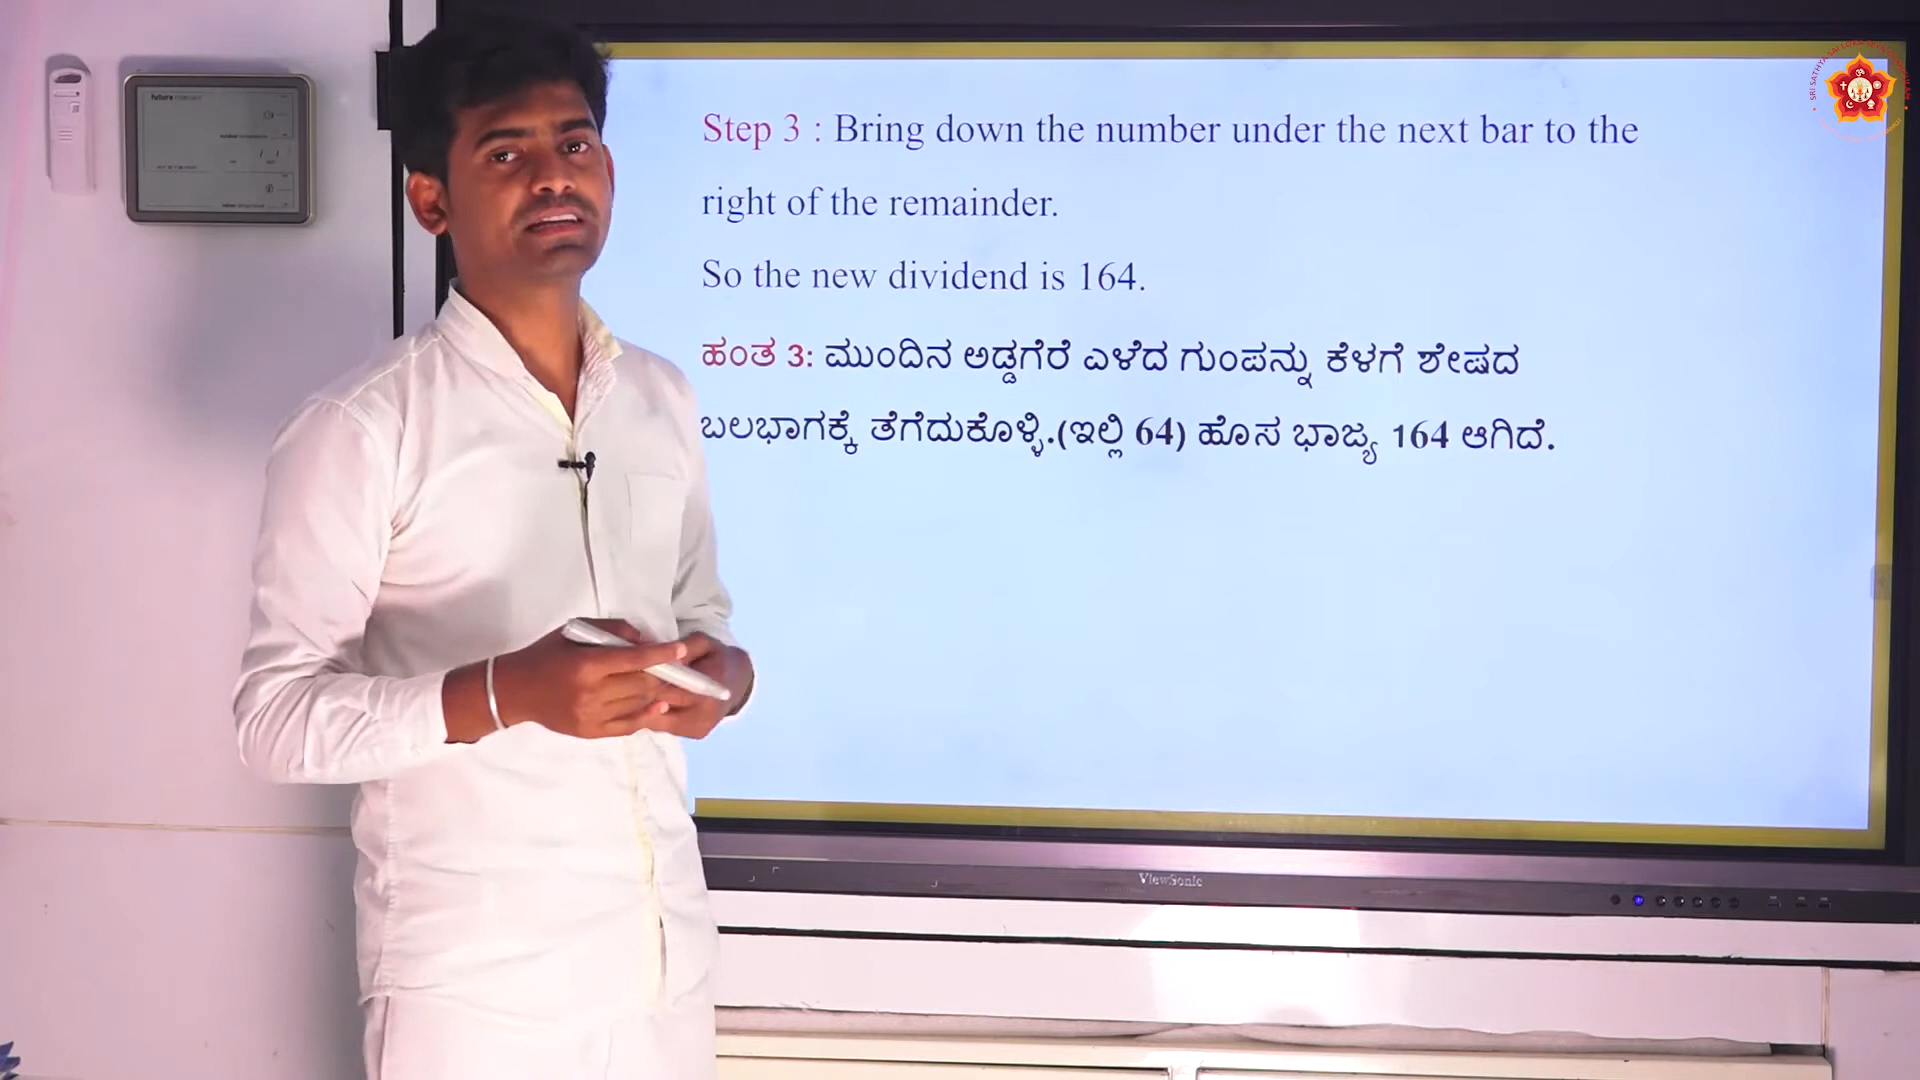 Step 3 : Bring down the number under the next bar to the
right of the remainder.
So the new dividend is 164.
ಹಂತ 3: ಮುಂದಿನ ಅಡ್ಡಗೆರೆ ಎಳೆದ ಗುಂಪನ್ನು ಕೆಳಗೆ ಶೇಷದ
ಬಲಭಾಗಕ್ಕೆ ತೆಗೆದುಕೊಳ್ಳಿ.(ಇಲ್ಲಿ 64) ಹೊಸ ಭಾಜ್ಯ 164 ಆಗಿದೆ.
ViewSonic
futura